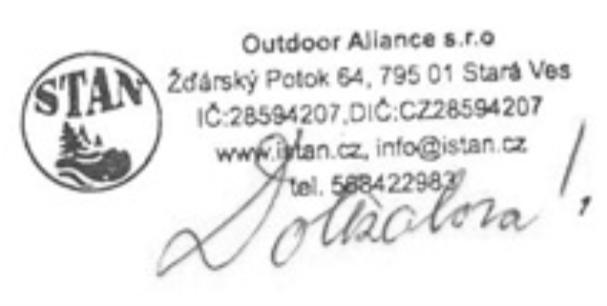 STAN
Outdoor Aliance s.r.o
Žďárský Potok 64, 795 01 Stará Ves
IČ:28594207,DIČ:CZ28594207
www.istan.cz, info@istan.cz
tel. 588422983